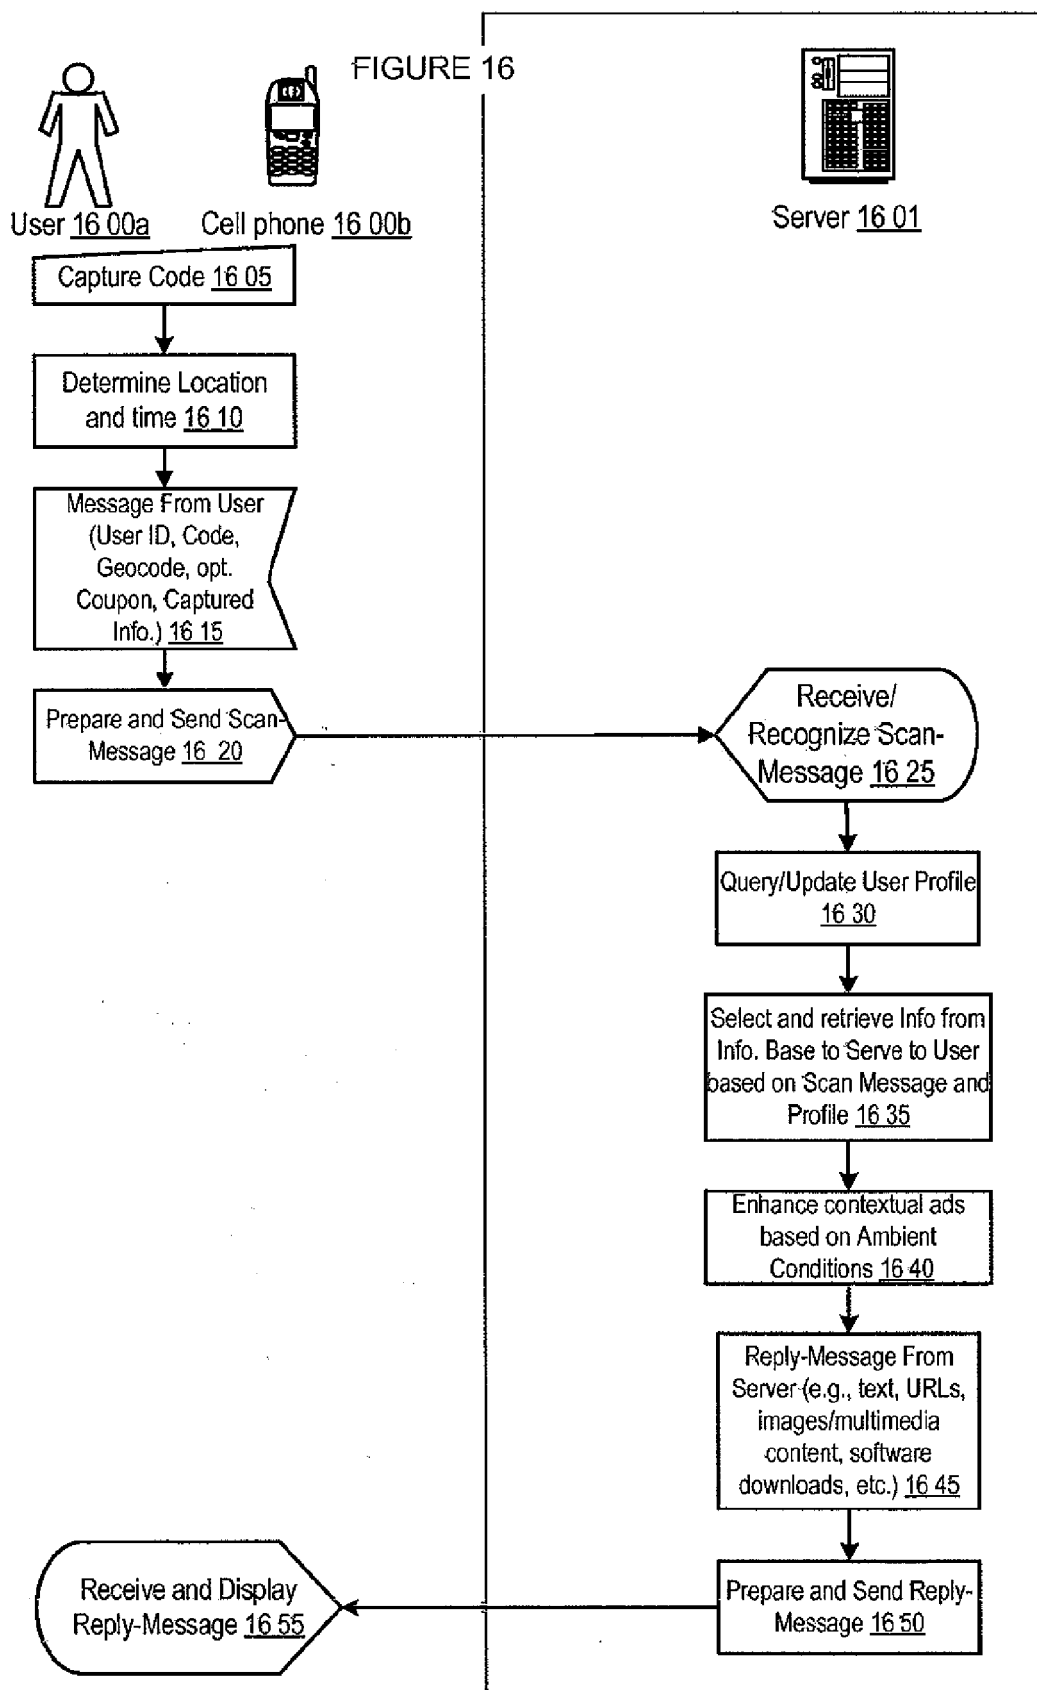 FIGURE 16
User 16 00a
Cell phone 16 00b
Server 16 01
Capture Code 16 05
Determine Location
and time 16 10
Message From User
(User ID, Code,
Geocode, opt.
Coupon, Captured
Info.) 16 15
Prepare and Send Scan-
Message 16 20
Receive/
Recognize Scan-
Message 16 25
Query/Update User Profile
16 30
Select and retrieve Info from
Info. Base to Serve to User
based on Scan Message and
Profile 16 35
Enhance contextual ads
based on Ambient
Conditions 16 40
Reply-Message From
Server (e.g., text, URLs,
images/multimedia
content, software
downloads, etc.) 16 45
Prepare and Send Reply-
Message 16 50
Receive and Display
Reply-Message 16 55